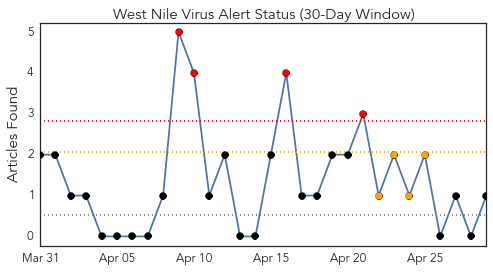 West Nile Virus Alert Status (30-Day Window)
Articles Found
5
4
3
2
1
0
Mar 31
Apr 05
Apr 10
Apr 15
Apr 20
Apr 25